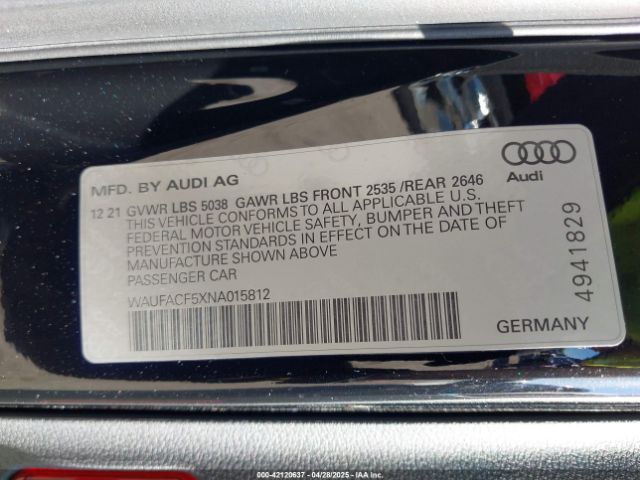 MFD. BY AUDI AG
12 21 GVWR LBS 5038 GAWR LBS FRONT 2535 /REAR 2646
THIS VEHICLE CONFORMS TO ALL APPLICABLE U.S.
FEDERAL MOTOR VEHICLE SAFETY, BUMPER AND THEFT
PREVENTION STANDARDS IN EFFECT ON THE DATE OF
MANUFACTURE SHOWN ABOVE
PASSENGER CAR
WAUFACF5XNA015812
Audi
4941829
GERMANY
000-42120637 - 04/28/2025 - IAAI.COM